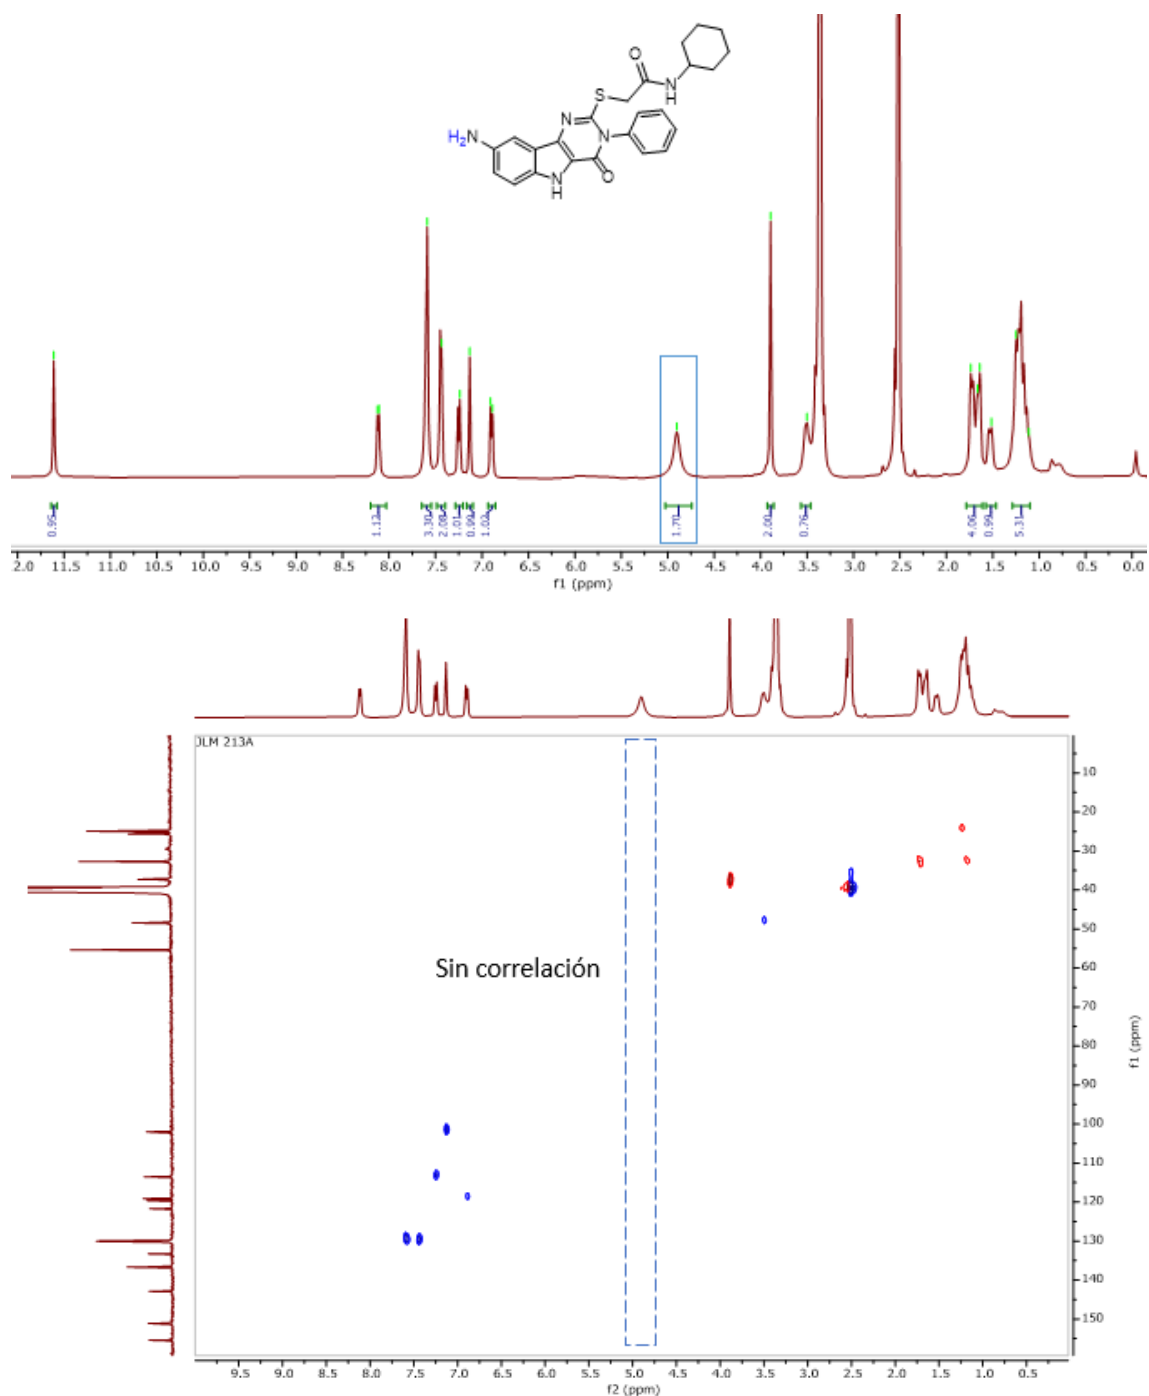 O
N
H
S
N
N
O
H₂N
N
H
0.95
1.12
3.30
2.08
1.01
0.99
1.02
1.70
2.00
0.76
4.06
0.99
5.31
2.0 11.5 11.0 10.5 10.0 9.5 9.0 8.5 8.0 7.5 7.0 6.5 6.0 5.5 5.0 4.5 4.0 3.5 3.0 2.5 2.0 1.5 1.0 0.5 0.0
f1 (ppm)
JLM 213A
10
20
30
40
50
Sin correlación
60
70
80
90
100
110
120
130
140
150
f1 (ppm)
9.5 9.0 8.5 8.0 7.5 7.0 6.5 6.0 5.5 5.0 4.5 4.0 3.5 3.0 2.5 2.0 1.5 1.0 0.5
f2 (ppm)